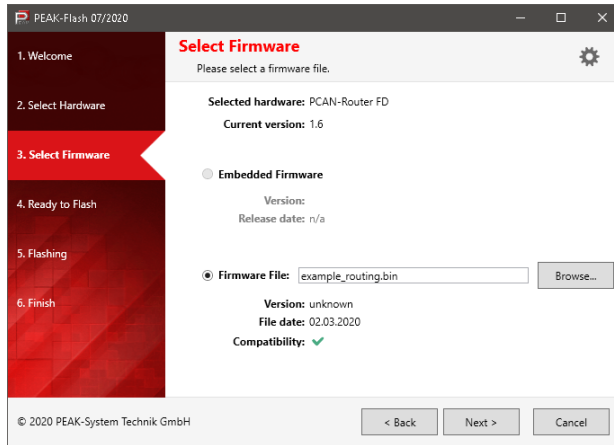 PEAK-Flash 07/2020
1. Welcome
2. Select Hardware
3. Select Firmware
4. Ready to Flash
5. Flashing
6. Finish
Select Firmware
Please select a firmware file.
Selected hardware: PCAN-Router FD
Current version: 1.6
Embedded Firmware
Version:
Release date: n/a
Firmware File: example_routing.bin Browse...
Version: unknown
File date: 02.03.2020
Compatibility:
© 2020 PEAK-System Technik GmbH
< Back Next > Cancel